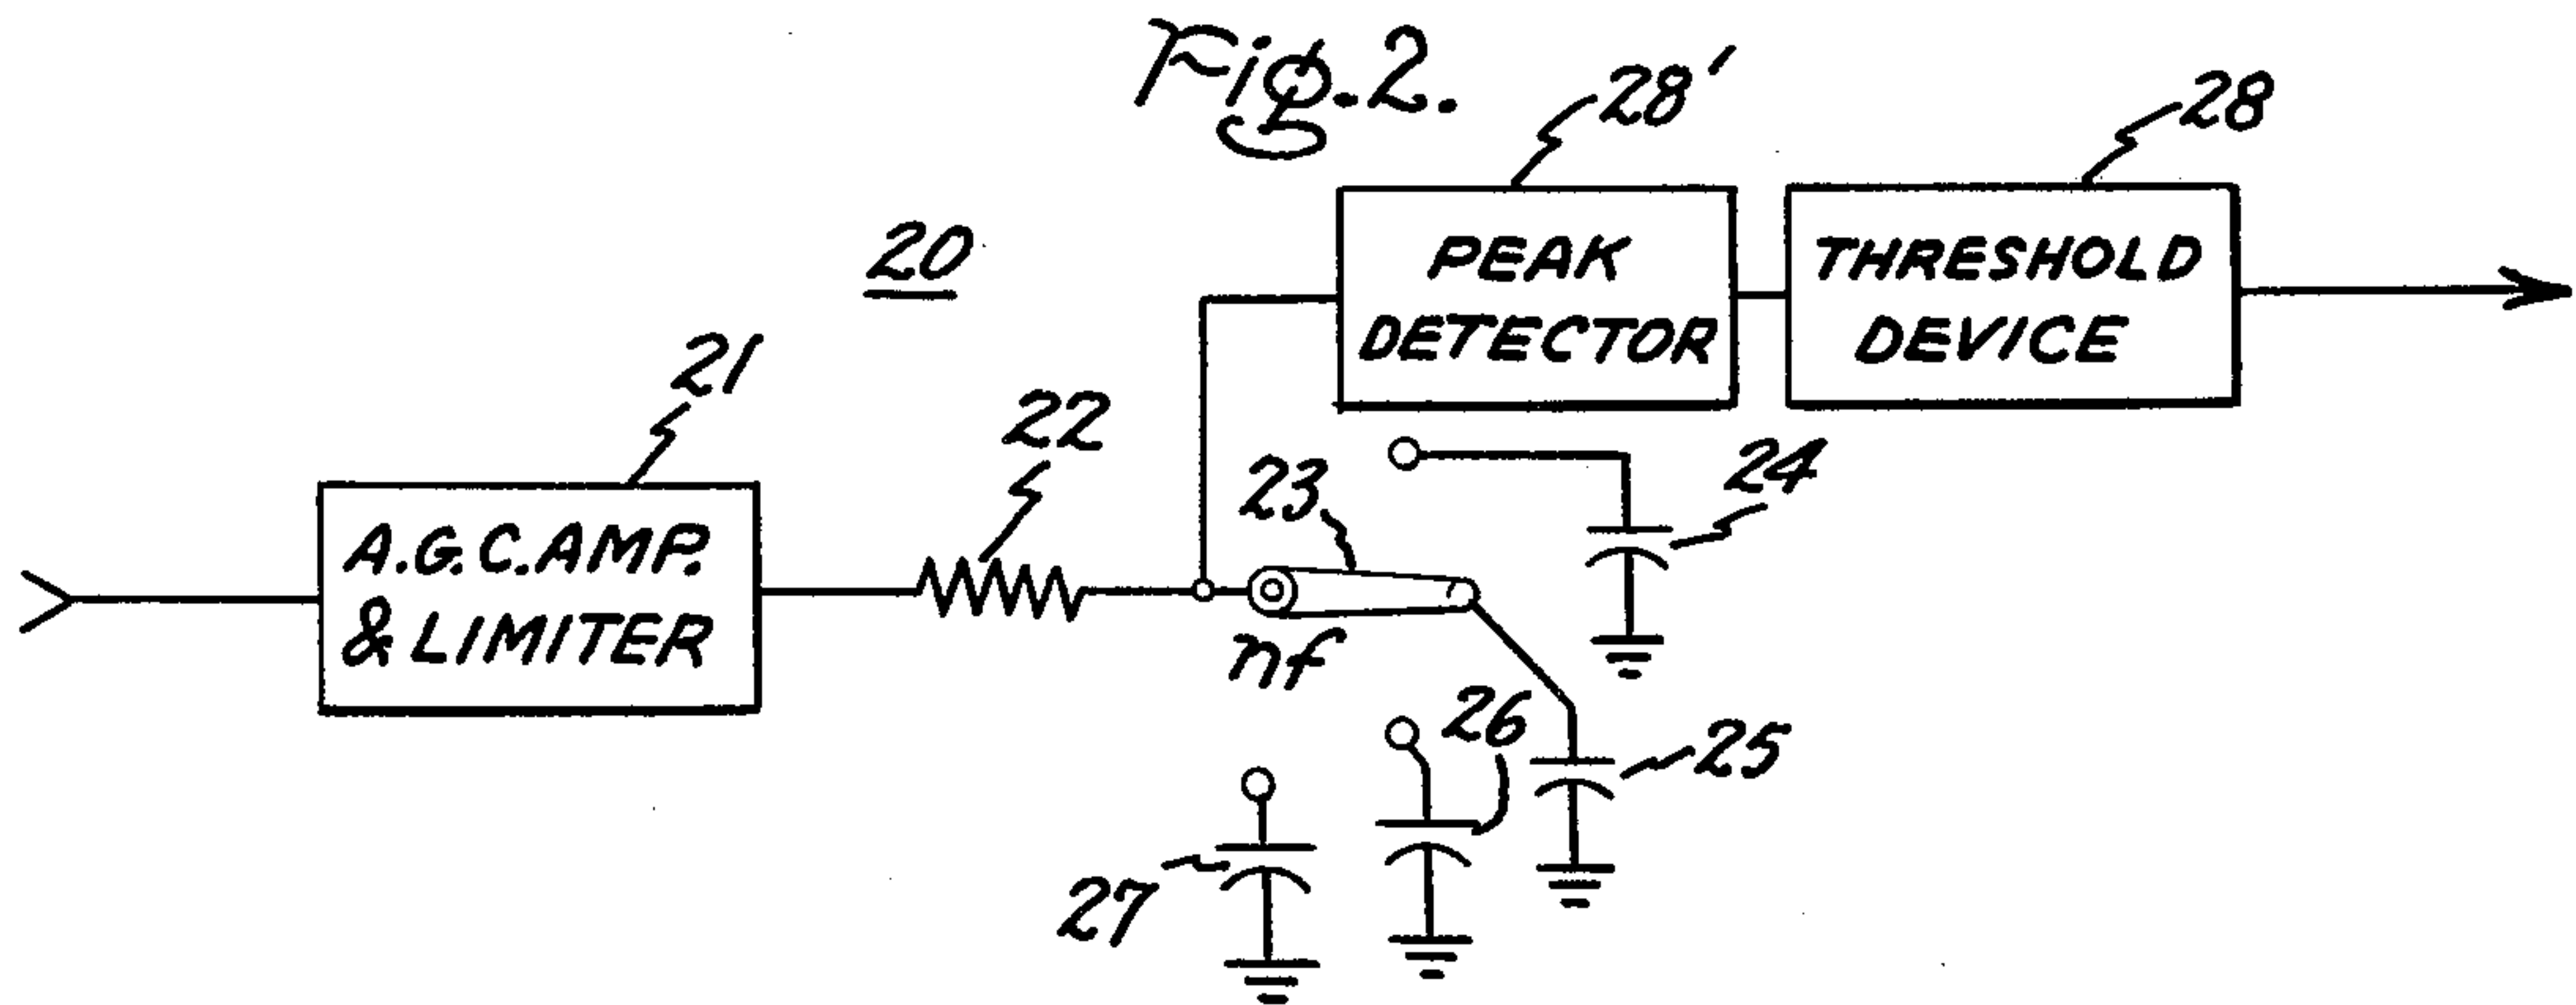 Fig. 2.
28'
28
20
PEAK
DETECTOR
THRESHOLD
DEVICE
21
22
23
24
A.G.C. AMP.
& LIMITER
nf
26
25
27